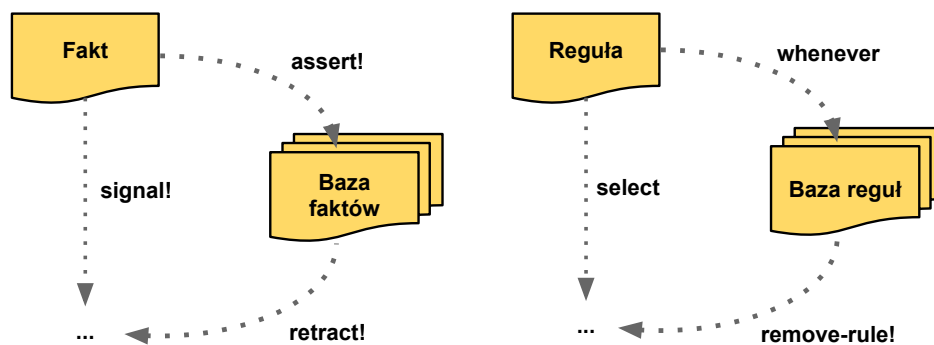 Fakt
assert!
signal!
Baza
faktów
...
retract!
Reguła
whenever
select
Baza reguł
...
remove-rule!